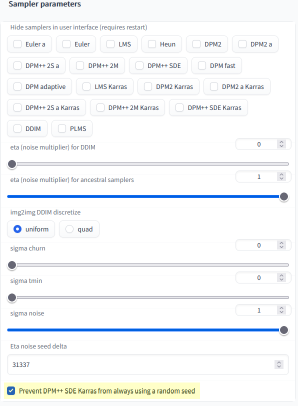 Sampler parameters
Hide samplers in user interface (requires restart)
Euler a Euler LMS Heun DPM2 DPM2 a
DPM++ 2S a DPM++ 2M DPM++ SDE DPM fast
DPM adaptive LMS Karras DPM2 Karras DPM2 a Karras
DPM++ 2S a Karras DPM++ 2M Karras DPM++ SDE Karras
DDIM PLMS
eta (noise multiplier) for DDIM 0
eta (noise multiplier) for ancestral samplers 1
img2img DDIM discretize
uniform quad
sigma churn 0
sigma tmin 0
sigma noise 1
Eta noise seed delta
31337
Prevent DPM++ SDE Karras from always using a random seed